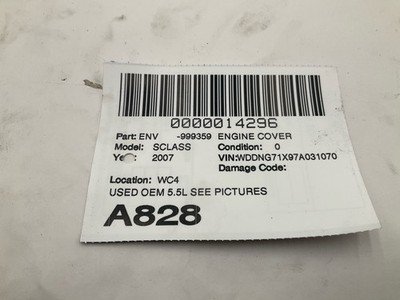 0000014296
Part: ENV -999359 ENGINE COVER
Model: SCLASS Condition: 0
Year: 2007 VIN:WDDNG71X97A031070
Damage Code:
Location: WC4
USED OEM 5.5L SEE PICTURES
A828